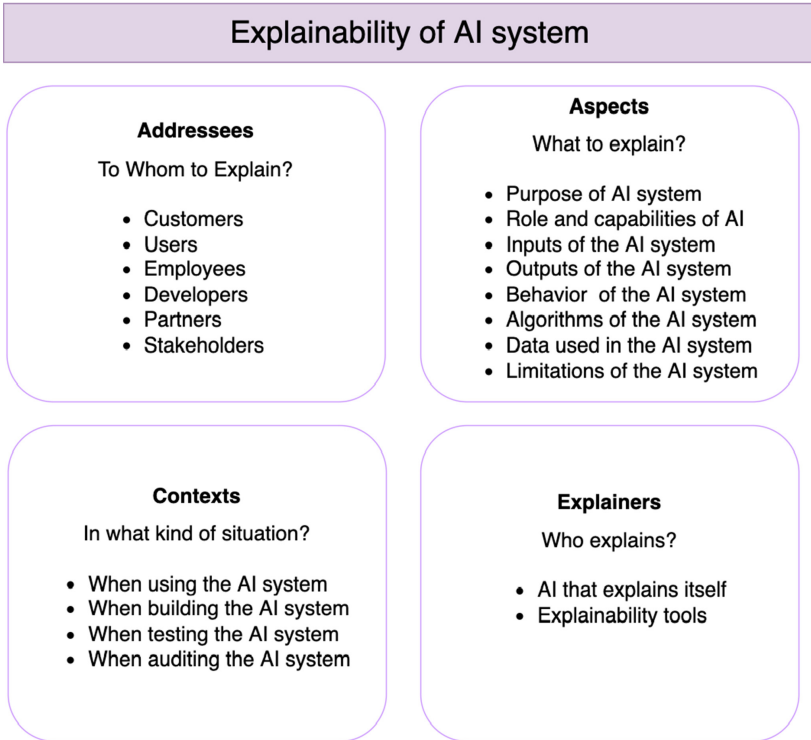 Explainability of AI system
Addressees
To Whom to Explain?
• Customers
• Users
• Employees
• Developers
• Partners
• Stakeholders
Aspects
What to explain?
• Purpose of AI system
• Role and capabilities of AI
• Inputs of the AI system
• Outputs of the AI system
• Behavior of the AI system
• Algorithms of the AI system
• Data used in the AI system
• Limitations of the AI system
Contexts
In what kind of situation?
• When using the AI system
• When building the AI system
• When testing the AI system
• When auditing the AI system
Explainers
Who explains?
• AI that explains itself
• Explainability tools